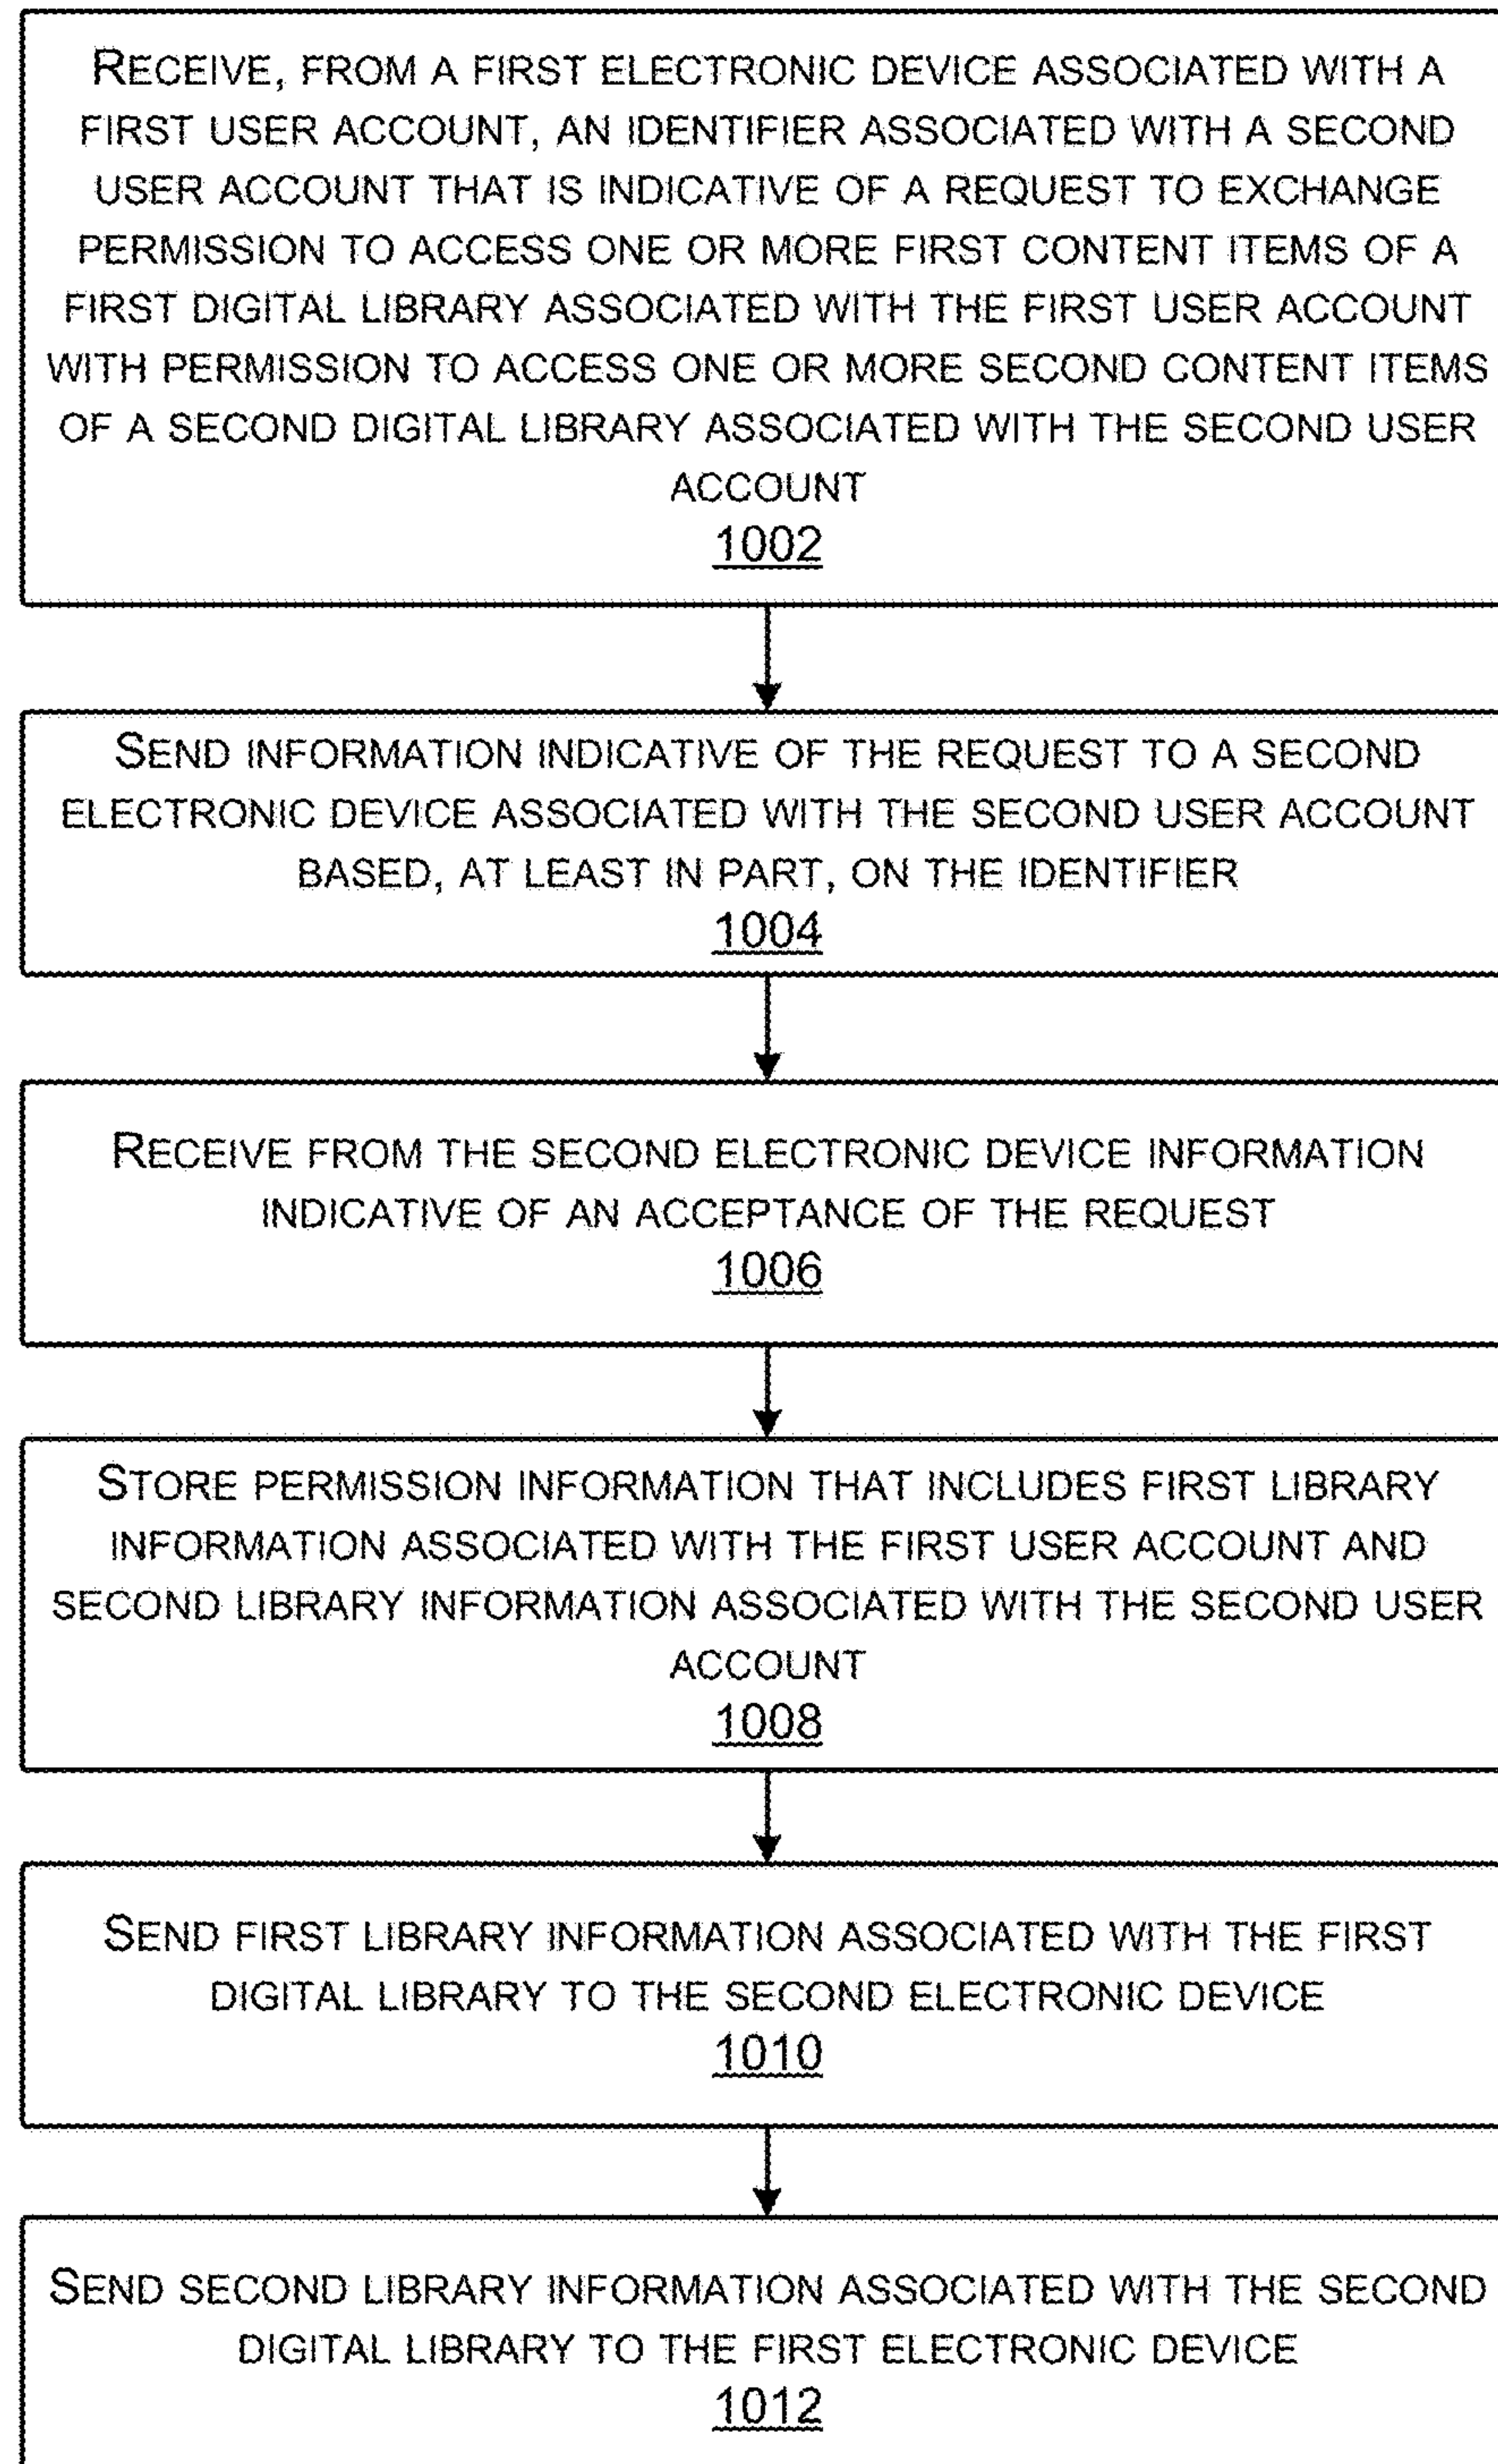 RECEIVE, FROM A FIRST ELECTRONIC DEVICE ASSOCIATED WITH A
FIRST USER ACCOUNT, AN IDENTIFIER ASSOCIATED WITH A SECOND
USER ACCOUNT THAT IS INDICATIVE OF A REQUEST TO EXCHANGE
PERMISSION TO ACCESS ONE OR MORE FIRST CONTENT ITEMS OF A
FIRST DIGITAL LIBRARY ASSOCIATED WITH THE FIRST USER ACCOUNT
WITH PERMISSION TO ACCESS ONE OR MORE SECOND CONTENT ITEMS
OF A SECOND DIGITAL LIBRARY ASSOCIATED WITH THE SECOND USER
ACCOUNT
1002
SEND INFORMATION INDICATIVE OF THE REQUEST TO A SECOND
ELECTRONIC DEVICE ASSOCIATED WITH THE SECOND USER ACCOUNT
BASED, AT LEAST IN PART, ON THE IDENTIFIER
1004
RECEIVE FROM THE SECOND ELECTRONIC DEVICE INFORMATION
INDICATIVE OF AN ACCEPTANCE OF THE REQUEST
1006
STORE PERMISSION INFORMATION THAT INCLUDES FIRST LIBRARY
INFORMATION ASSOCIATED WITH THE FIRST USER ACCOUNT AND
SECOND LIBRARY INFORMATION ASSOCIATED WITH THE SECOND USER
ACCOUNT
1008
SEND FIRST LIBRARY INFORMATION ASSOCIATED WITH THE FIRST
DIGITAL LIBRARY TO THE SECOND ELECTRONIC DEVICE
1010
SEND SECOND LIBRARY INFORMATION ASSOCIATED WITH THE SECOND
DIGITAL LIBRARY TO THE FIRST ELECTRONIC DEVICE
1012